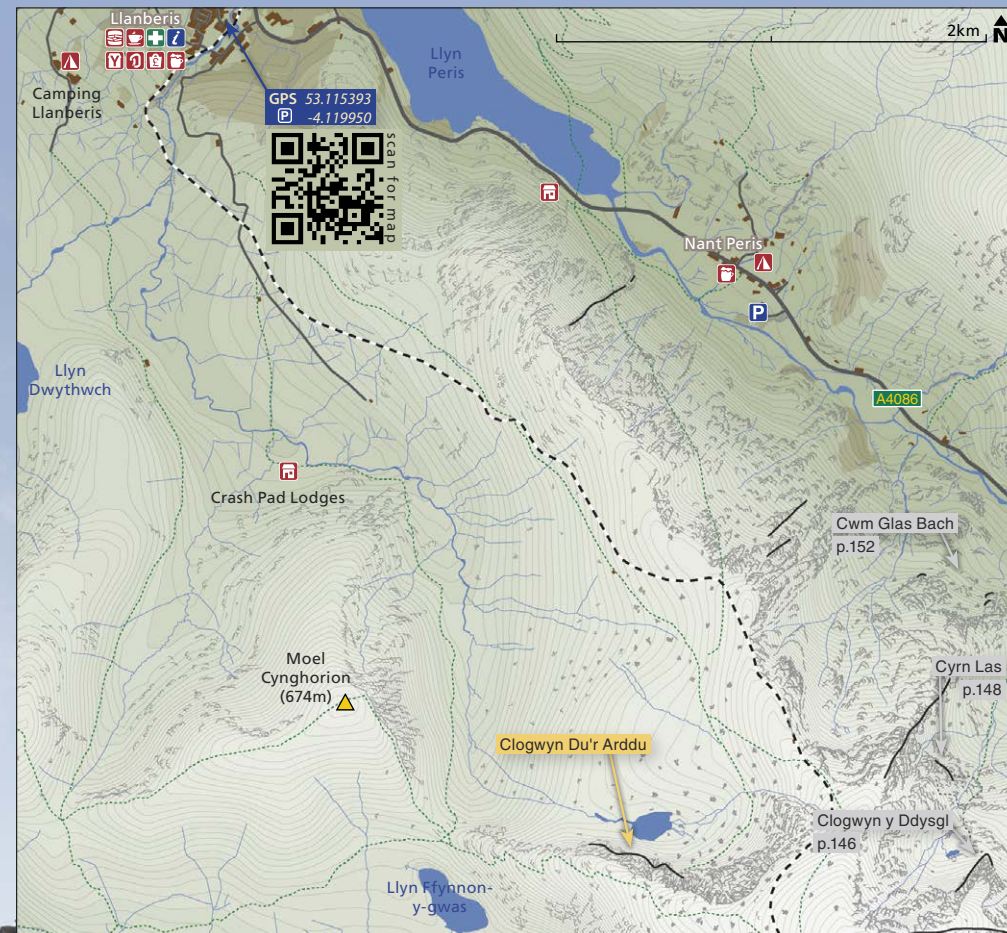 Llanberis
2km
N
Llyn
Peris
Camping
Llanberis
GPS 53.115393
P -4.119950
scan for map
Nant Peris
P
Llyn
Dwythwch
A4086
Crash Pad Lodges
Cwm Glas Bach
p.152
Moel
Cynghorion
(674m)
Cyrn Las
p.148
Clogwyn Du'r Arddu
Clogwyn y Ddysgl
p.146
Llyn Ffynnon-
y-gwas